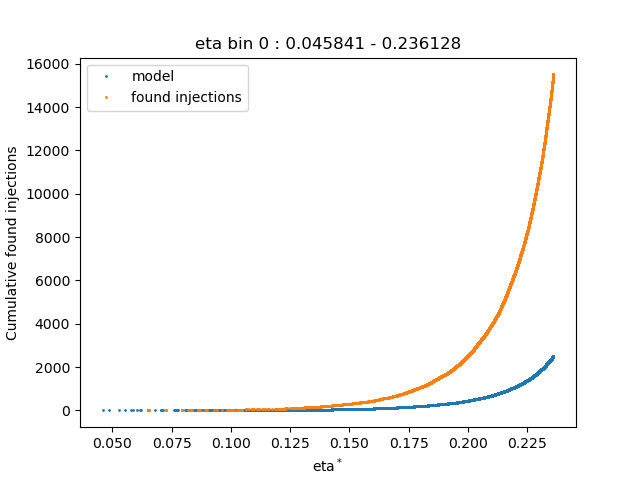 eta bin 0 : 0.045841 - 0.236128
16000
14000
12000
10000
8000
6000
4000
2000
0
Cumulative found injections
model
found injections
0.050 0.075 0.100 0.125 0.150 0.175 0.200 0.225
eta*